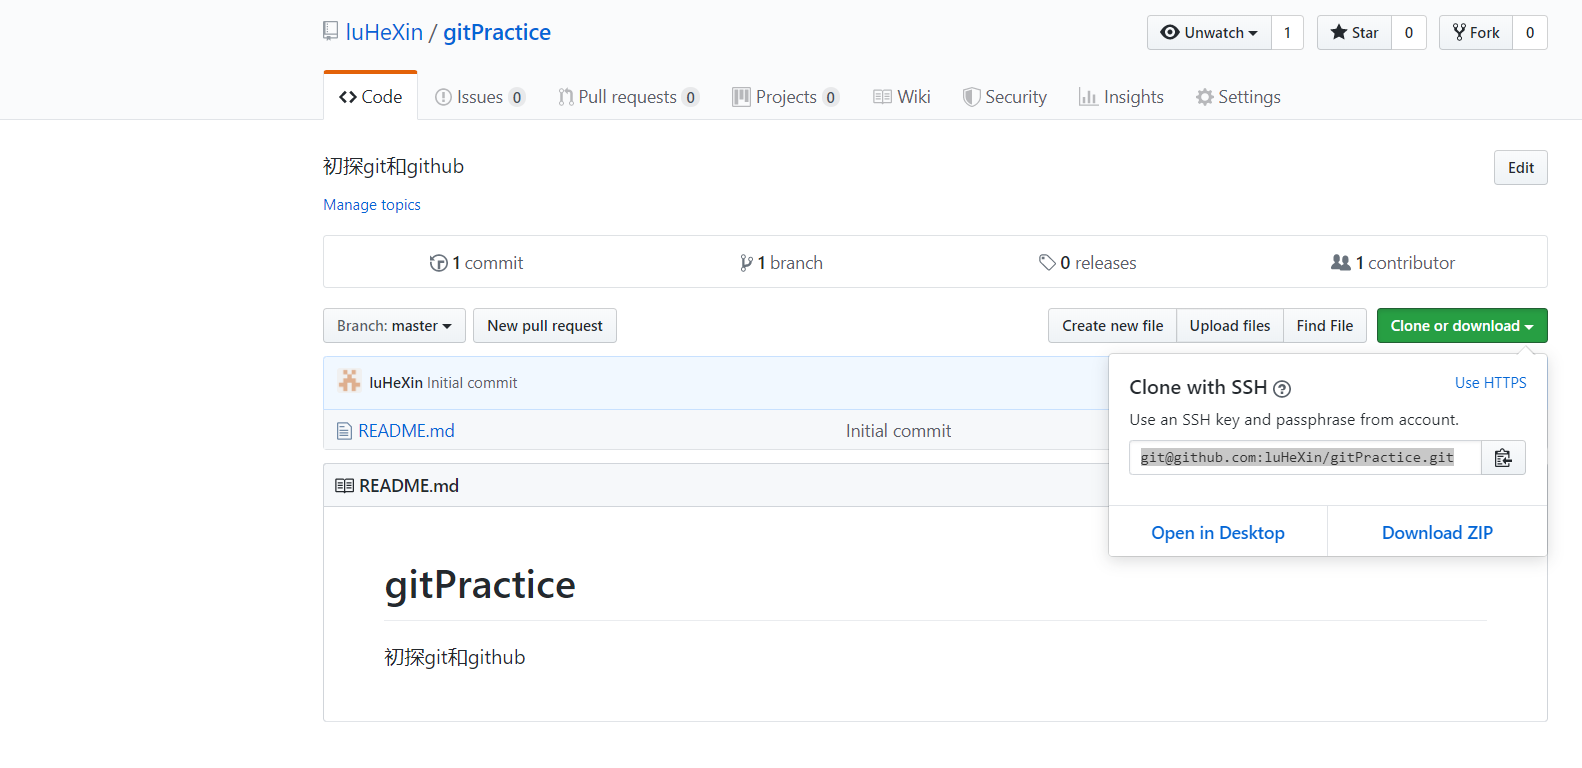 luHeXin / gitPractice
Unwatch 1 Star 0 Fork 0
Code Issues 0 Pull requests 0 Projects 0 Wiki Security Insights Settings
初探git和github
Edit
Manage topics
1 commit 1 branch 0 releases 1 contributor
Branch: master New pull request Create new file Upload files Find File Clone or download
luHeXin Initial commit
README.md Initial commit
Clone with SSH ? Use HTTPS
Use an SSH key and passphrase from account.
git@github.com:luHeXin/gitPractice.git
Open in Desktop Download ZIP
README.md
gitPractice
初探git和github